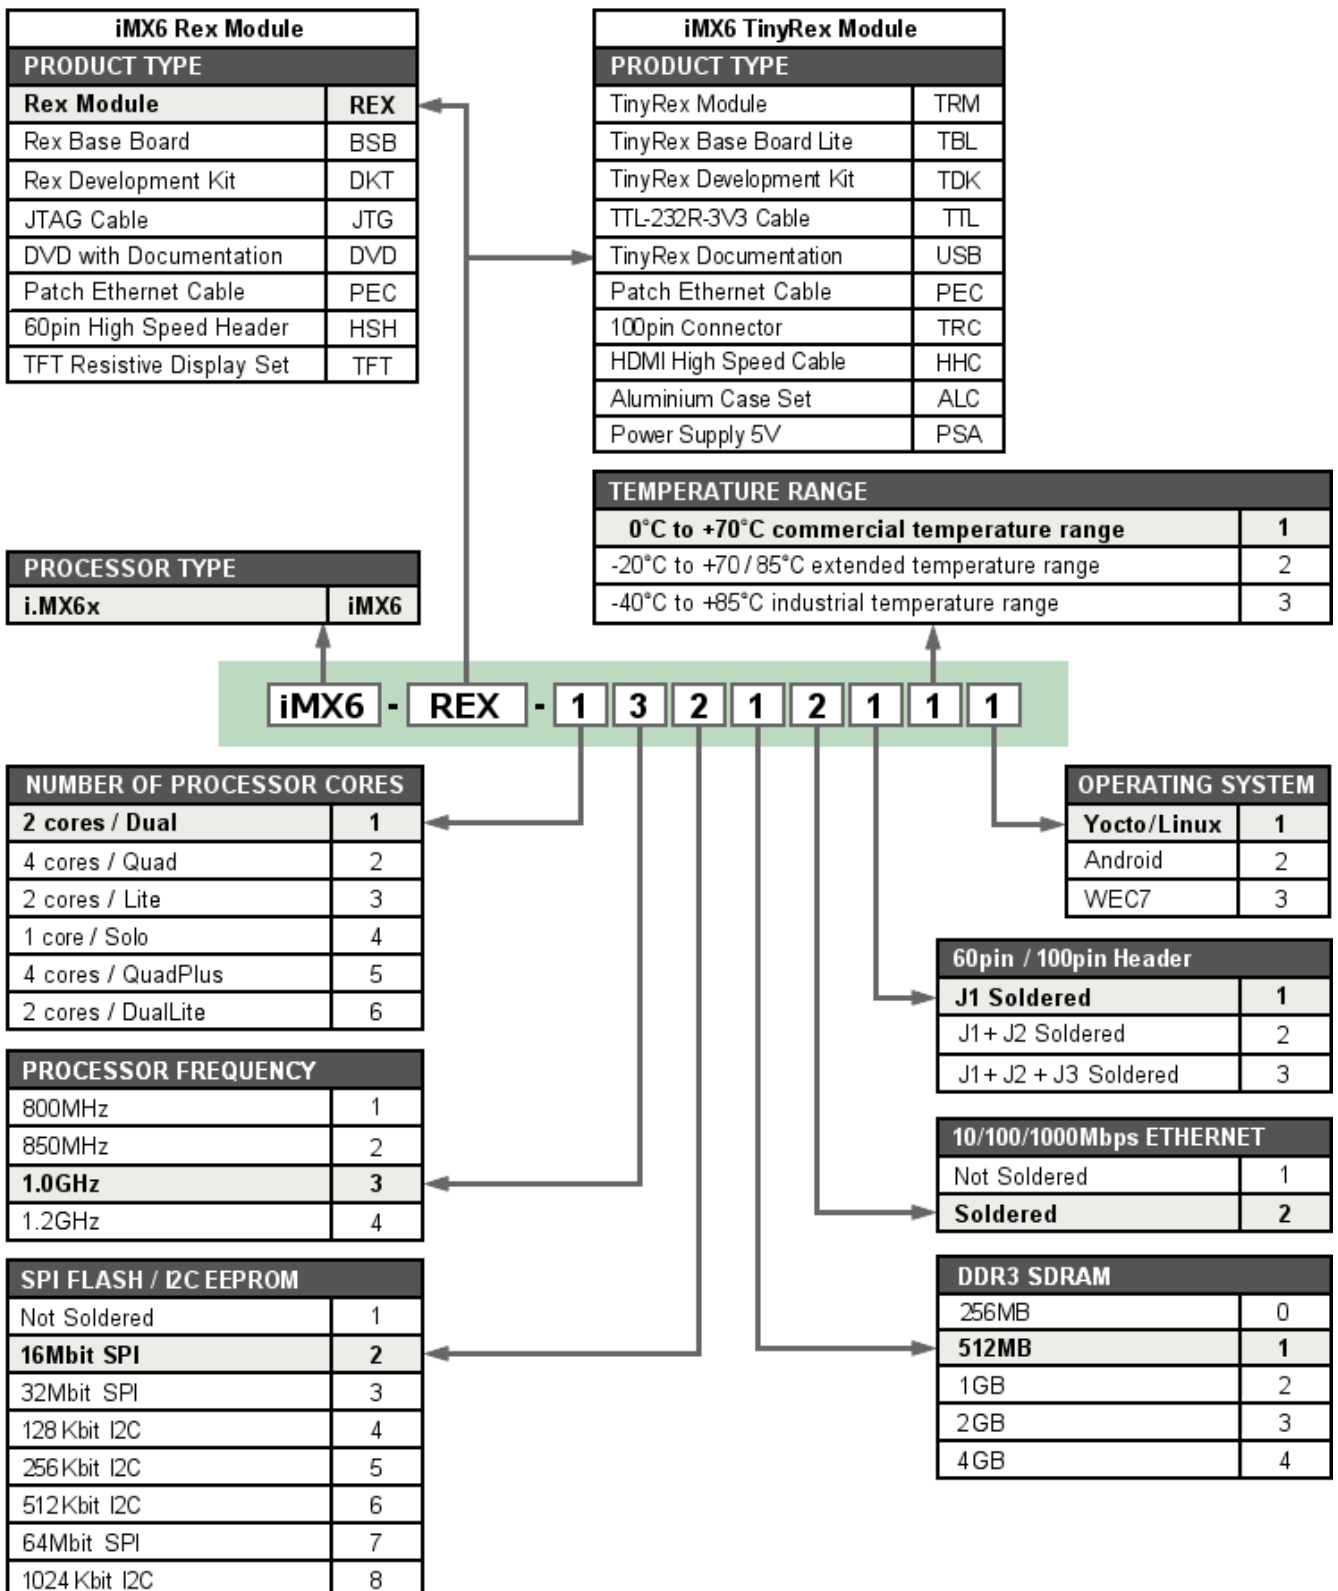 iMX6 Rex Module
PRODUCT TYPE
Rex Module REX
Rex Base Board BSB
Rex Development Kit DKT
JTAG Cable JTG
DVD with Documentation DVD
Patch Ethernet Cable PEC
60pin High Speed Header HSH
TFT Resistive Display Set TFT
iMX6 TinyRex Module
PRODUCT TYPE
TinyRex Module TRM
TinyRex Base Board Lite TBL
TinyRex Development Kit TDK
TTL-232R-3V3 Cable TTL
TinyRex Documentation USB
Patch Ethernet Cable PEC
100pin Connector TRC
HDMI High Speed Cable HHC
Aluminium Case Set ALC
Power Supply 5V PSA
TEMPERATURE RANGE
0°C to +70°C commercial temperature range 1
-20°C to +70 / 85°C extended temperature range 2
-40°C to +85°C industrial temperature range 3
PROCESSOR TYPE
i.MX6x iMX6
iMX6 - REX - 1 3 2 1 2 1 1 1
NUMBER OF PROCESSOR CORES
2 cores / Dual 1
4 cores / Quad 2
2 cores / Lite 3
1 core / Solo 4
4 cores / QuadPlus 5
2 cores / DualLite 6
PROCESSOR FREQUENCY
800MHz 1
850MHz 2
1.0GHz 3
1.2GHz 4
SPI FLASH / I2C EEPROM
Not Soldered 1
16Mbit SPI 2
32Mbit SPI 3
128 Kbit I2C 4
256 Kbit I2C 5
512 Kbit I2C 6
64Mbit SPI 7
1024 Kbit I2C 8
OPERATING SYSTEM
Yocto/Linux 1
Android 2
WEC7 3
60pin / 100pin Header
J1 Soldered 1
J1 + J2 Soldered 2
J1 + J2 + J3 Soldered 3
10/100/1000Mbps ETHERNET
Not Soldered 1
Soldered 2
DDR3 SDRAM
256MB 0
512MB 1
1GB 2
2GB 3
4GB 4